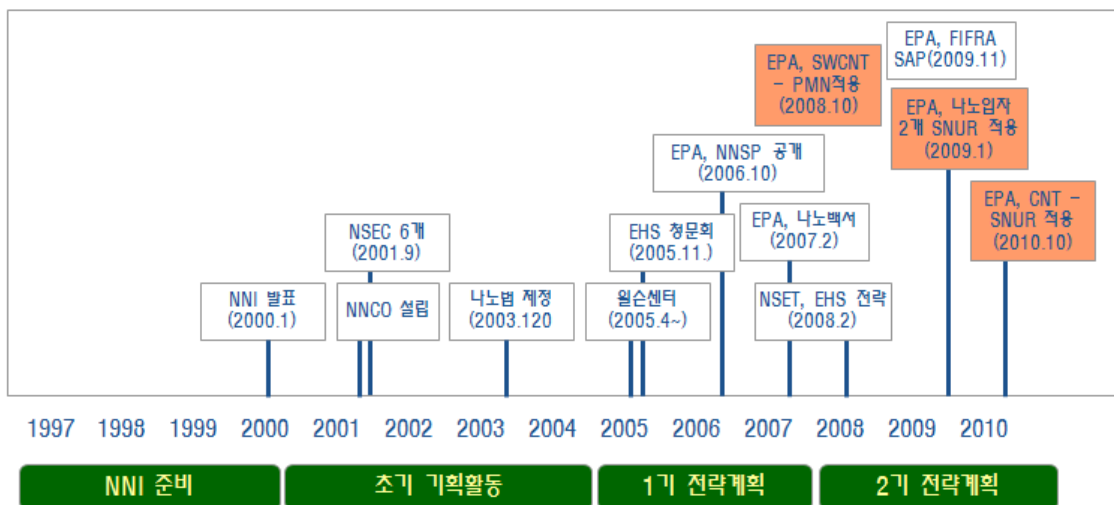 EPA, SWCNT
- PMN적용
(2008.10)
EPA, FIFRA
SAP(2009.11)
EPA, 나노입자
2개 SNUR 적용
(2009.1)
EPA, NNSP 공개
(2006.10)
EPA, CNT -
SNUR 적용
(2010.10)
NSEC 6개
(2001.9)
EHS 청문회
(2005.11.)
EPA, 나노백서
(2007.2)
NNI 발표
(2000.1)
NNCO 설립
나노법 제정
(2003.120
윌슨센터
(2005.4~)
NSET, EHS 전략
(2008.2)
1997 1998 1999 2000 2001 2002 2003 2004 2005 2006 2007 2008 2009 2010
NNI 준비 초기 기획활동 1기 전략계획 2기 전략계획